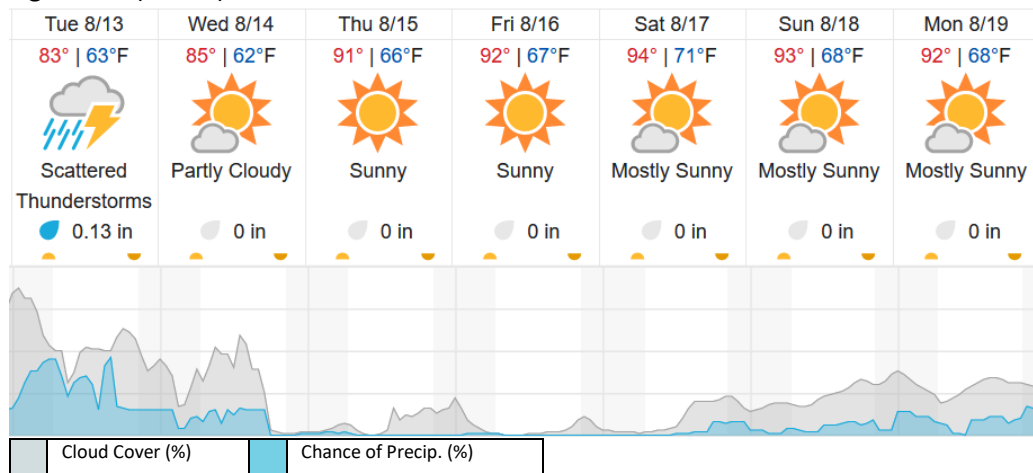 Tue 8/13 Wed 8/14 Thu 8/15 Fri 8/16 Sat 8/17 Sun 8/18 Mon 8/19
83° | 63°F 85° | 62°F 91° | 66°F 92° | 67°F 94° | 71°F 93° | 68°F 92° | 68°F
Scattered Partly Cloudy Sunny Sunny Mostly Sunny Mostly Sunny Mostly Sunny
Thunderstorms
0.13 in 0 in 0 in 0 in 0 in 0 in 0 in
Cloud Cover (%) Chance of Precip. (%)